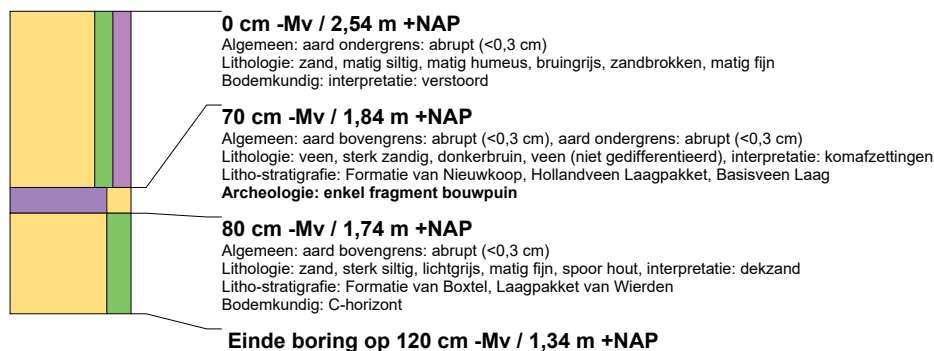 0 cm -Mv / 2,54 m +NAP
Algemeen: aard ondergrens: abrupt (<0,3 cm)
Lithologie: zand, matig siltig, matig humeus, bruingrijs, zandbrokken, matig fijn
Bodemkundig: interpretatie: verstoord
70 cm -Mv / 1,84 m +NAP
Algemeen: aard bovengrens: abrupt (<0,3 cm), aard ondergrens: abrupt (<0,3 cm)
Lithologie: veen, sterk zandig, donkerbruin, veen (niet gedifferentieerd), interpretatie: komafzettingen
Litho-stratigrafie: Formatie van Nieuwkoop, Hollandveen Laagpakket, Basisveen Laag
Archeologie: enkel fragment bouwpuin
80 cm -Mv / 1,74 m +NAP
Algemeen: aard bovengrens: abrupt (<0,3 cm)
Lithologie: zand, sterk siltig, lichtgrijs, matig fijn, spoor hout, interpretatie: dekzand
Litho-stratigrafie: Formatie van Boxtel, Laagpakket van Wierden
Bodemkundig: C-horizont
Einde boring op 120 cm -Mv / 1,34 m +NAP